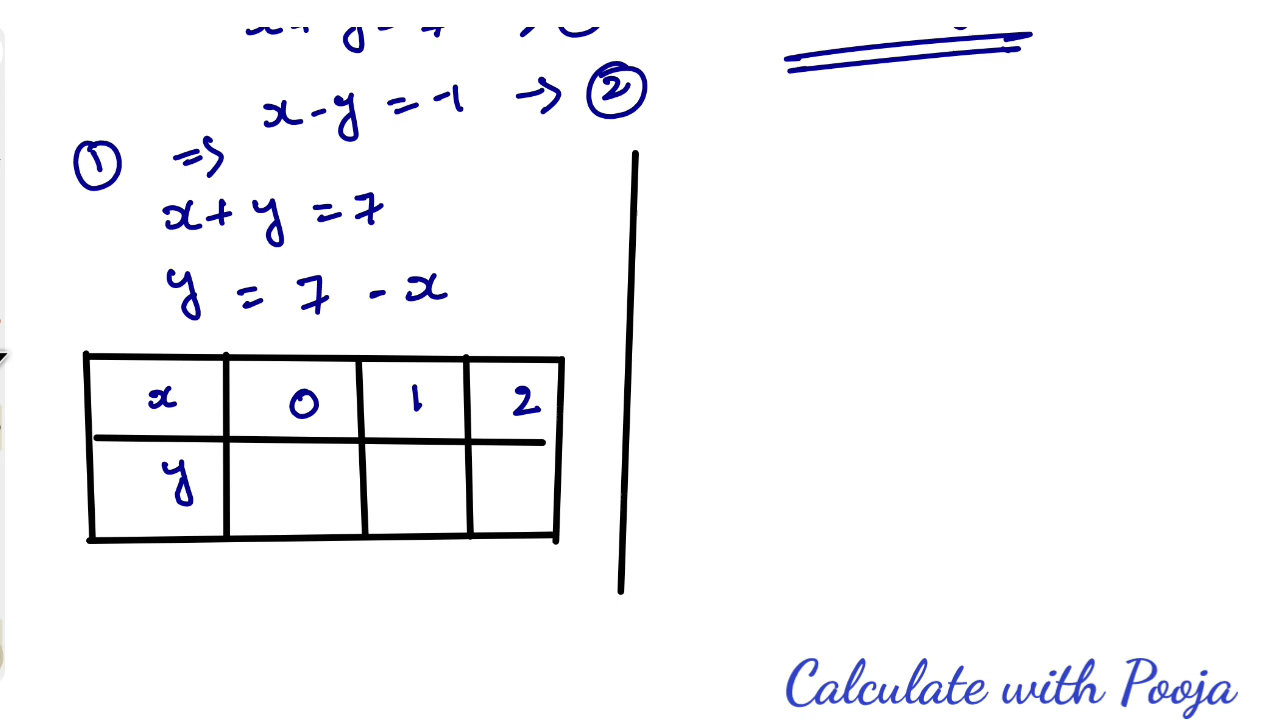 x - y = -1 → ②
① ⇒
x + y = 7
y = 7 - x
x 0 1 2
y
Calculate with Pooja